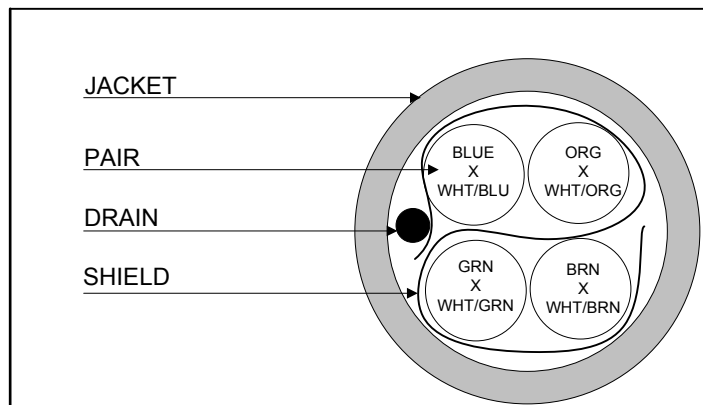 JACKET
PAIR
DRAIN
SHIELD
BLUE
X
WHT/BLU
ORG
X
WHT/ORG
GRN
X
WHT/GRN
BRN
X
WHT/BRN